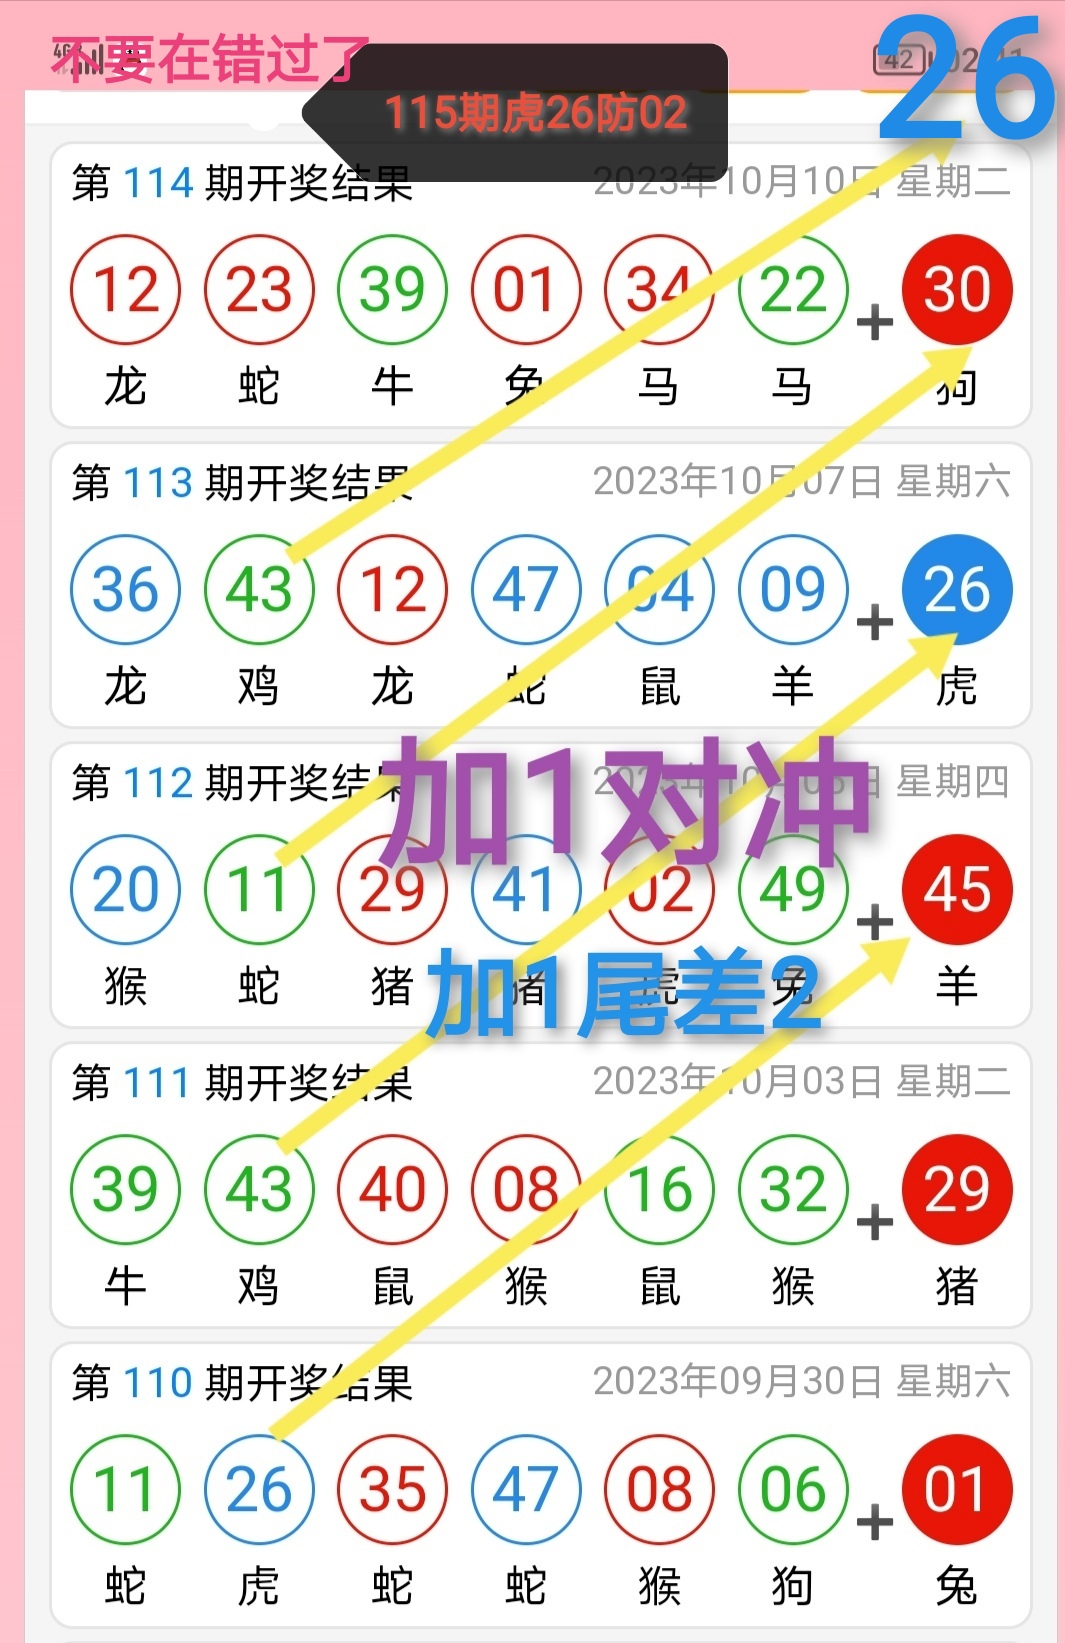 不要在错过了
42
26
115期虎26防02
第 114 期开奖结果 2023年10月10日 星期二
12 23 39 01 34 22 + 30
龙 蛇 牛 兔 马 马 狗
第 113 期开奖结果 2023年10月07日 星期六
36 43 12 47 04 09 + 26
龙 鸡 龙 蛇 鼠 羊 虎
加1对冲
第 112 期开奖结果 星期四
20 11 29 41 02 49 + 45
猴 蛇 猪 猪 虎 兔 羊
加1尾差2
第 111 期开奖结果 2023年10月03日 星期二
39 43 40 08 16 32 + 29
牛 鸡 鼠 猴 鼠 猴 猪
第 110 期开奖结果 2023年09月30日 星期六
11 26 35 47 08 06 + 01
蛇 虎 蛇 蛇 猴 狗 兔